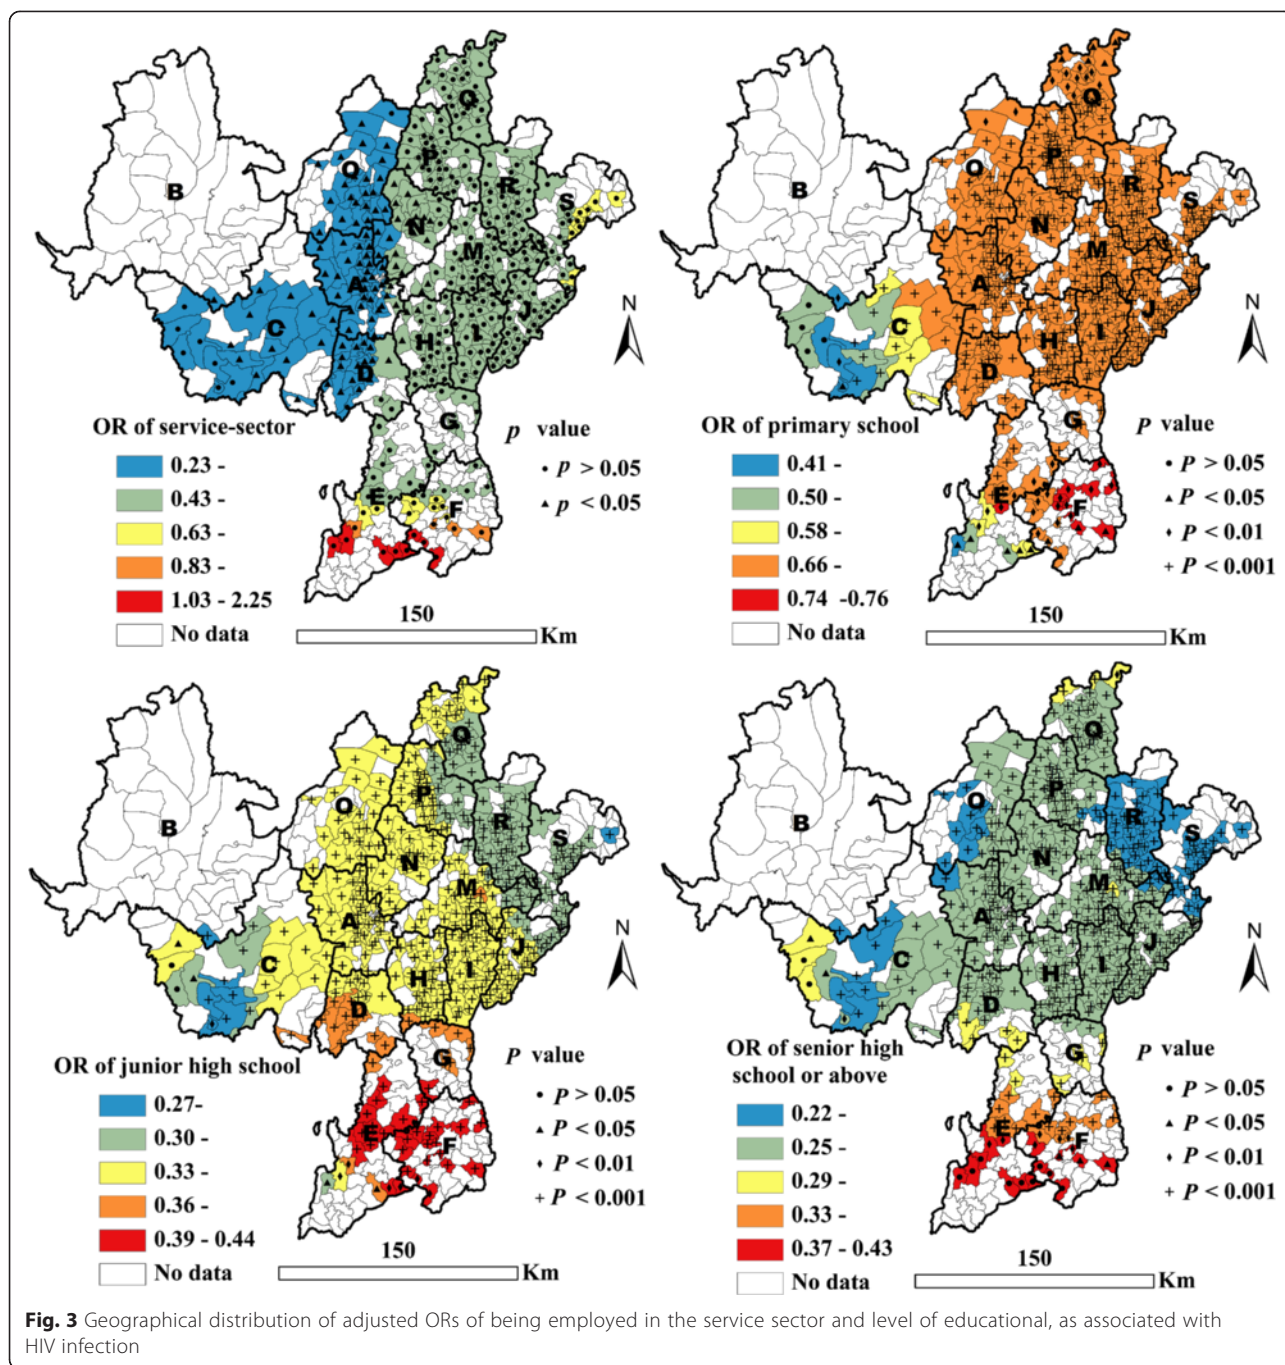 Q
O
P
B
R
S
N
M
A
C
J
H
I
D
G
E
F
N
OR of service-sector
0.23 -
0.43 -
0.63 -
0.83 -
1.03 - 2.25
No data
p value
p > 0.05
p < 0.05
150
Km
Q
O
P
B
R
S
N
M
A
C
J
H
I
D
G
E
F
N
OR of primary school
0.41 -
0.50 -
0.58 -
0.66 -
0.74 -0.76
No data
P value
P > 0.05
P < 0.05
P < 0.01
+ P < 0.001
150
Km
Q
O
P
B
R
S
N
M
A
C
J
H
I
D
G
E
F
N
OR of junior high school
0.27-
0.30 -
0.33 -
0.36 -
0.39 - 0.44
No data
P value
P > 0.05
P < 0.05
P < 0.01
+ P < 0.001
150
Km
Q
O
P
B
R
S
N
M
A
C
J
H
I
D
G
E
F
N
OR of senior high
school or above
0.22 -
0.25 -
0.29 -
0.33 -
0.37 - 0.43
No data
P value
P > 0.05
P < 0.05
P < 0.01
+ P < 0.001
150
Km
Fig. 3 Geographical distribution of adjusted ORs of being employed in the service sector and level of educational, as associated with
HIV infection